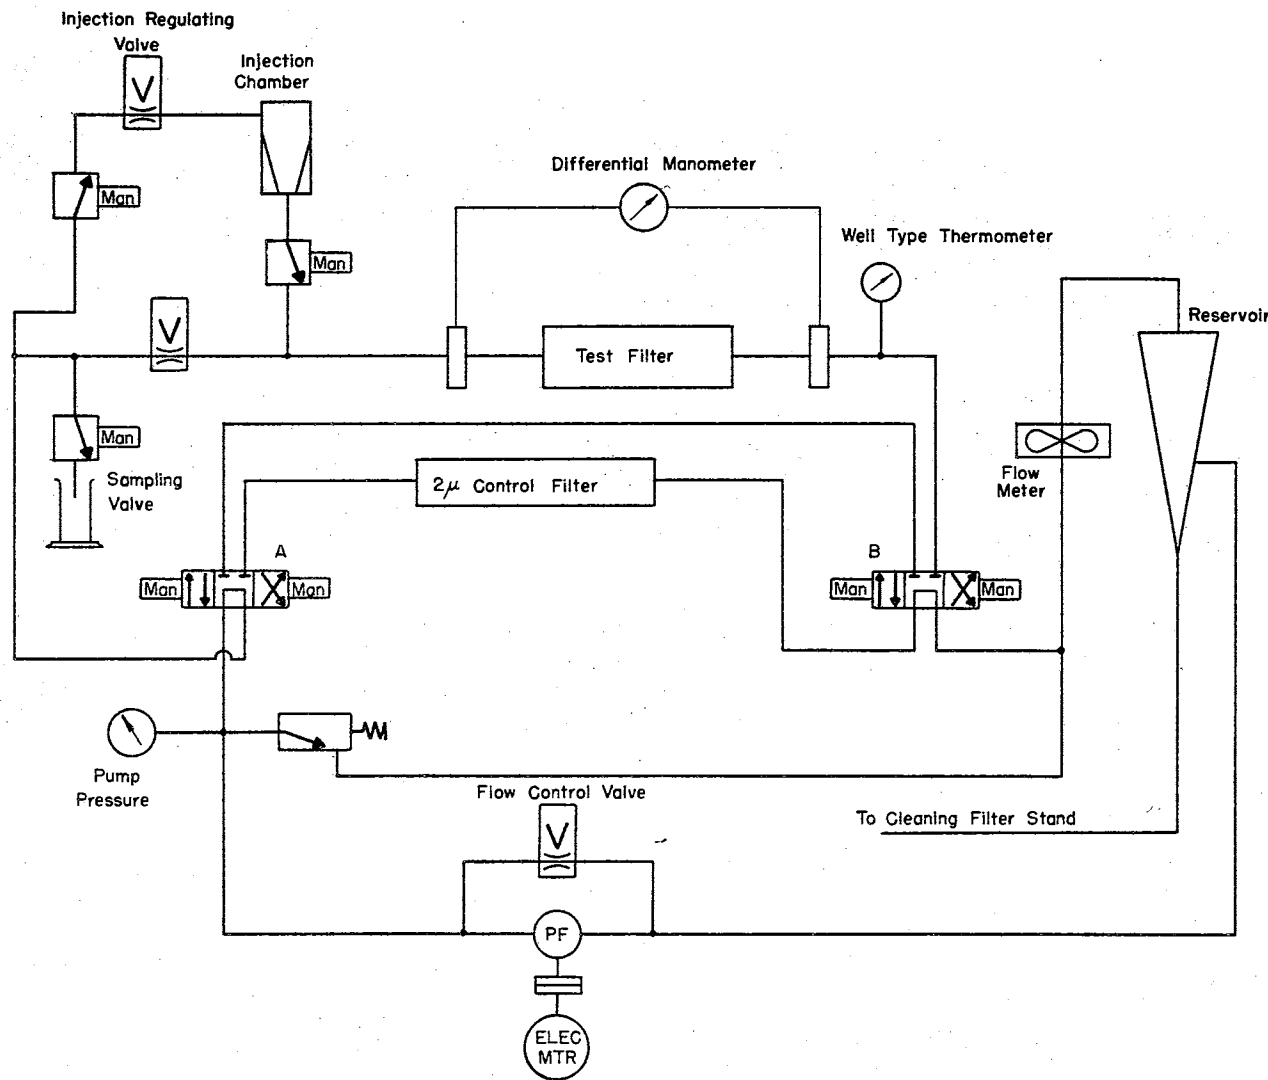 Injection Regulating
Valve
V
Injection
Chamber
Man
Man
Differential Manometer
Well Type Thermometer
V
Test Filter
Reservoir
Man
Sampling
Valve
2μ Control Filter
Flow
Meter
A
Man
Man
B
Man
Man
Pump
Pressure
Flow Control Valve
V
To Cleaning Filter Stand
PF
ELEC
MTR